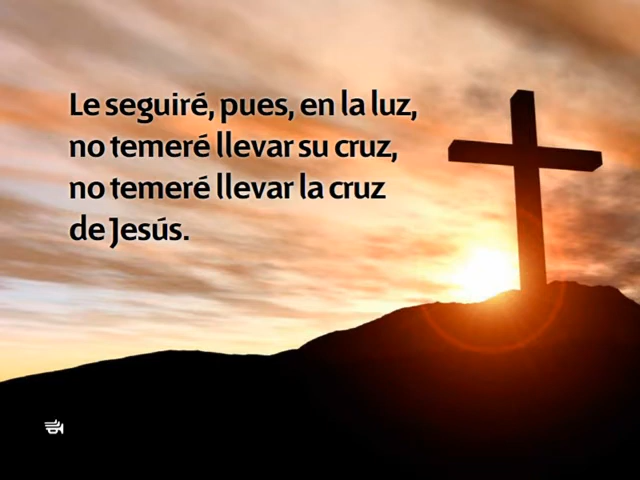 Le seguiré, pues, en la luz,
no temeré llevar su cruz,
no temeré llevar la cruz
de Jesús.